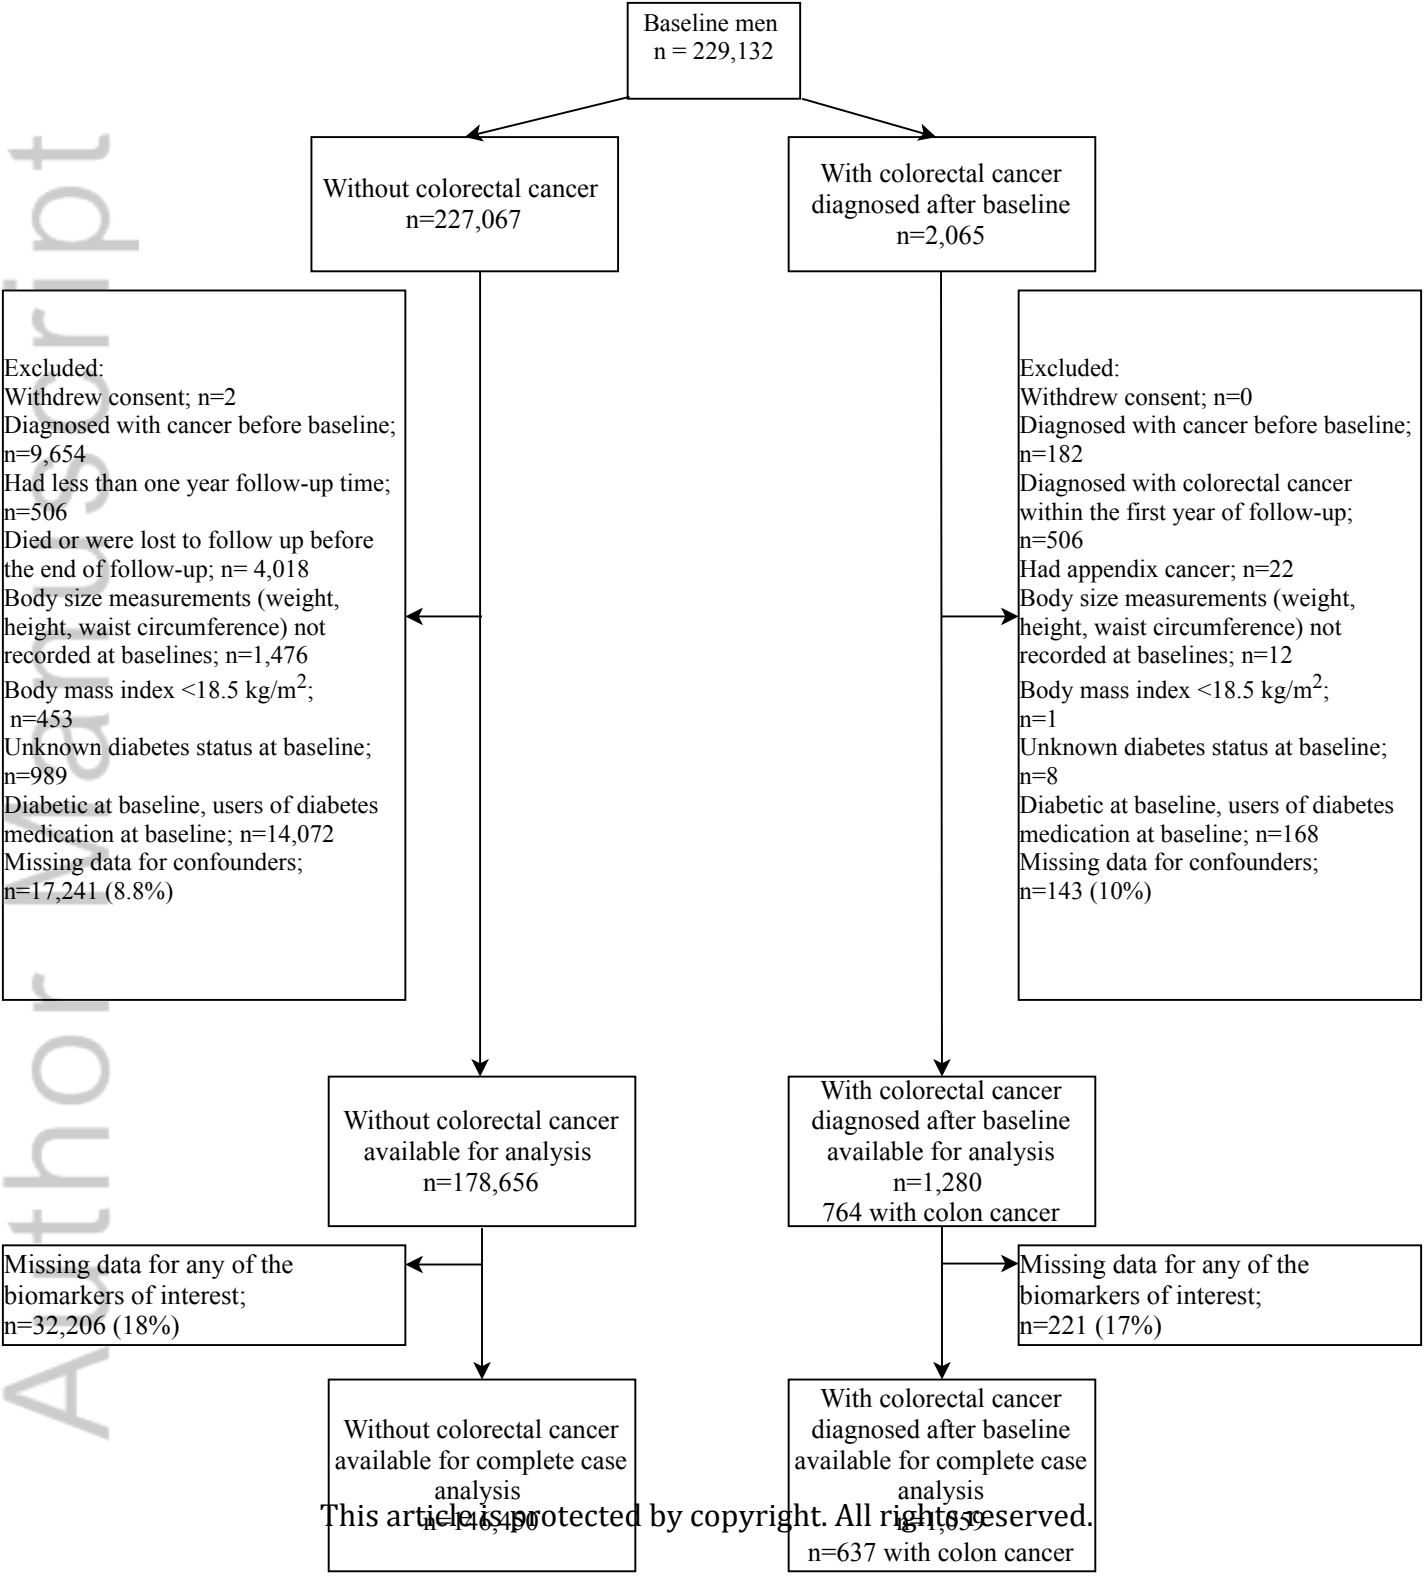 Baseline men
n = 229,132
Without colorectal cancer
n=227,067
With colorectal cancer
diagnosed after baseline
n=2,065
Excluded:
Withdrew consent; n=2
Diagnosed with cancer before baseline;
n=9,654
Had less than one year follow-up time;
n=506
Died or were lost to follow up before
the end of follow-up; n= 4,018
Body size measurements (weight,
height, waist circumference) not
recorded at baselines; n=1,476
Body mass index <18.5 kg/m2;
n=453
Unknown diabetes status at baseline;
n=989
Diabetic at baseline, users of diabetes
medication at baseline; n=14,072
Missing data for confounders;
n=17,241 (8.8%)
Excluded:
Withdrew consent; n=0
Diagnosed with cancer before baseline;
n=182
Diagnosed with colorectal cancer
within the first year of follow-up;
n=506
Had appendix cancer; n=22
Body size measurements (weight,
height, waist circumference) not
recorded at baselines; n=12
Body mass index <18.5 kg/m2;
n=1
Unknown diabetes status at baseline;
n=8
Diabetic at baseline, users of diabetes
medication at baseline; n=168
Missing data for confounders;
n=143 (10%)
Without colorectal cancer
available for analysis
n=178,656
With colorectal cancer
diagnosed after baseline
available for analysis
n=1,280
764 with colon cancer
Missing data for any of the
biomarkers of interest;
n=32,206 (18%)
Missing data for any of the
biomarkers of interest;
n=221 (17%)
Without colorectal cancer
available for complete case
analysis
n=146,450
With colorectal cancer
diagnosed after baseline
available for complete case
analysis
n=1,059
n=637 with colon cancer
This article is protected by copyright. All rights reserved.
Author Manuscript